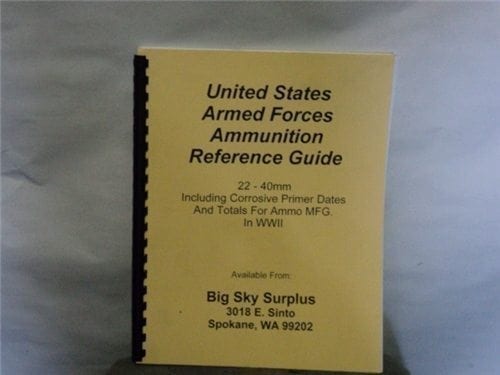 United States
Armed Forces
Ammunition
Reference Guide
22 - 40mm
Including Corrosive Primer Dates
And Totals For Ammo MFG.
In WWII
Available From:
Big Sky Surplus
3018 E. Sinto
Spokane, WA 99202